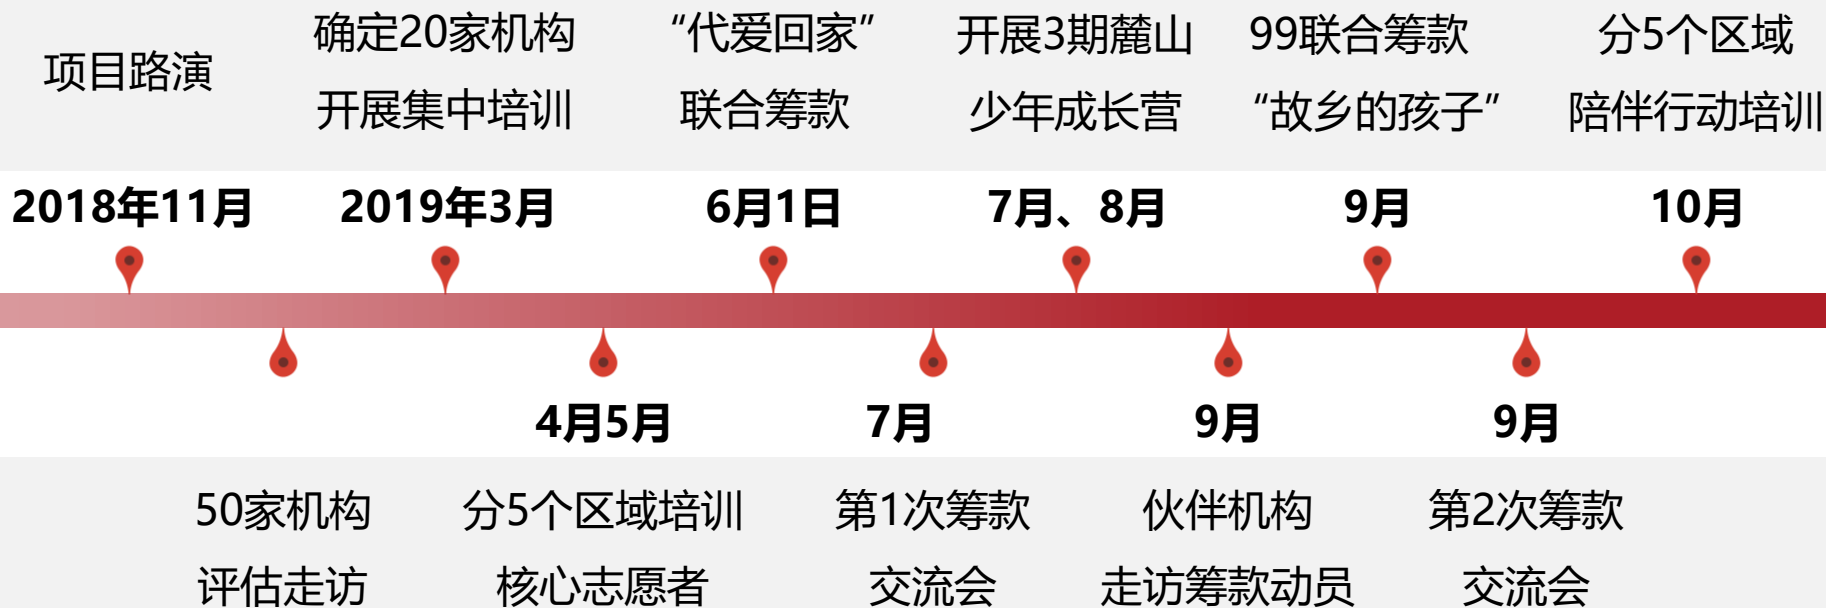 项目路演
确定20家机构
开展集中培训
“代爱回家”
联合筹款
开展3期麓山
少年成长营
99联合筹款
“故乡的孩子”
分5个区域
陪伴行动培训
2018年11月
2019年3月
6月1日
7月、8月
9月
10月
4月5月
7月
9月
9月
50家机构
评估走访
分5个区域培训
核心志愿者
第1次筹款
交流会
伙伴机构
走访筹款动员
第2次筹款
交流会